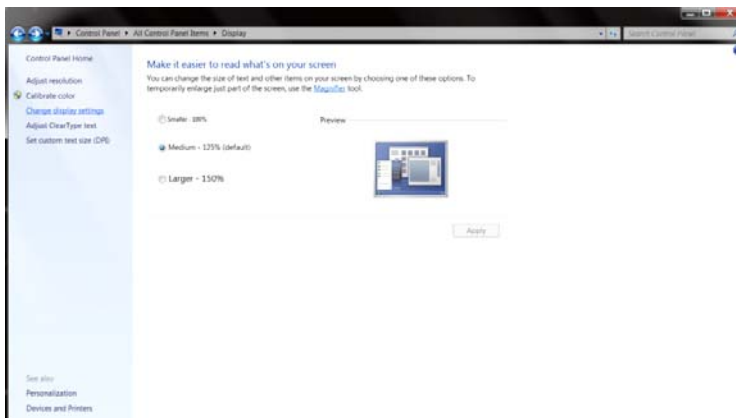 Control Panel ▸ All Control Panel Items ▸ Display
Search Control Panel
Control Panel Home
Adjust resolution
Calibrate color
Change display settings
Adjust ClearType text
Set custom text size (DPI)
See also
Personalization
Devices and Printers
Make it easier to read what's on your screen
You can change the size of text and other items on your screen by choosing one of these options. To
temporarily enlarge just part of the screen, use the Magnifier tool.
Smaller - 100%
Preview
Medium - 125% (default)
Larger - 150%
Apply